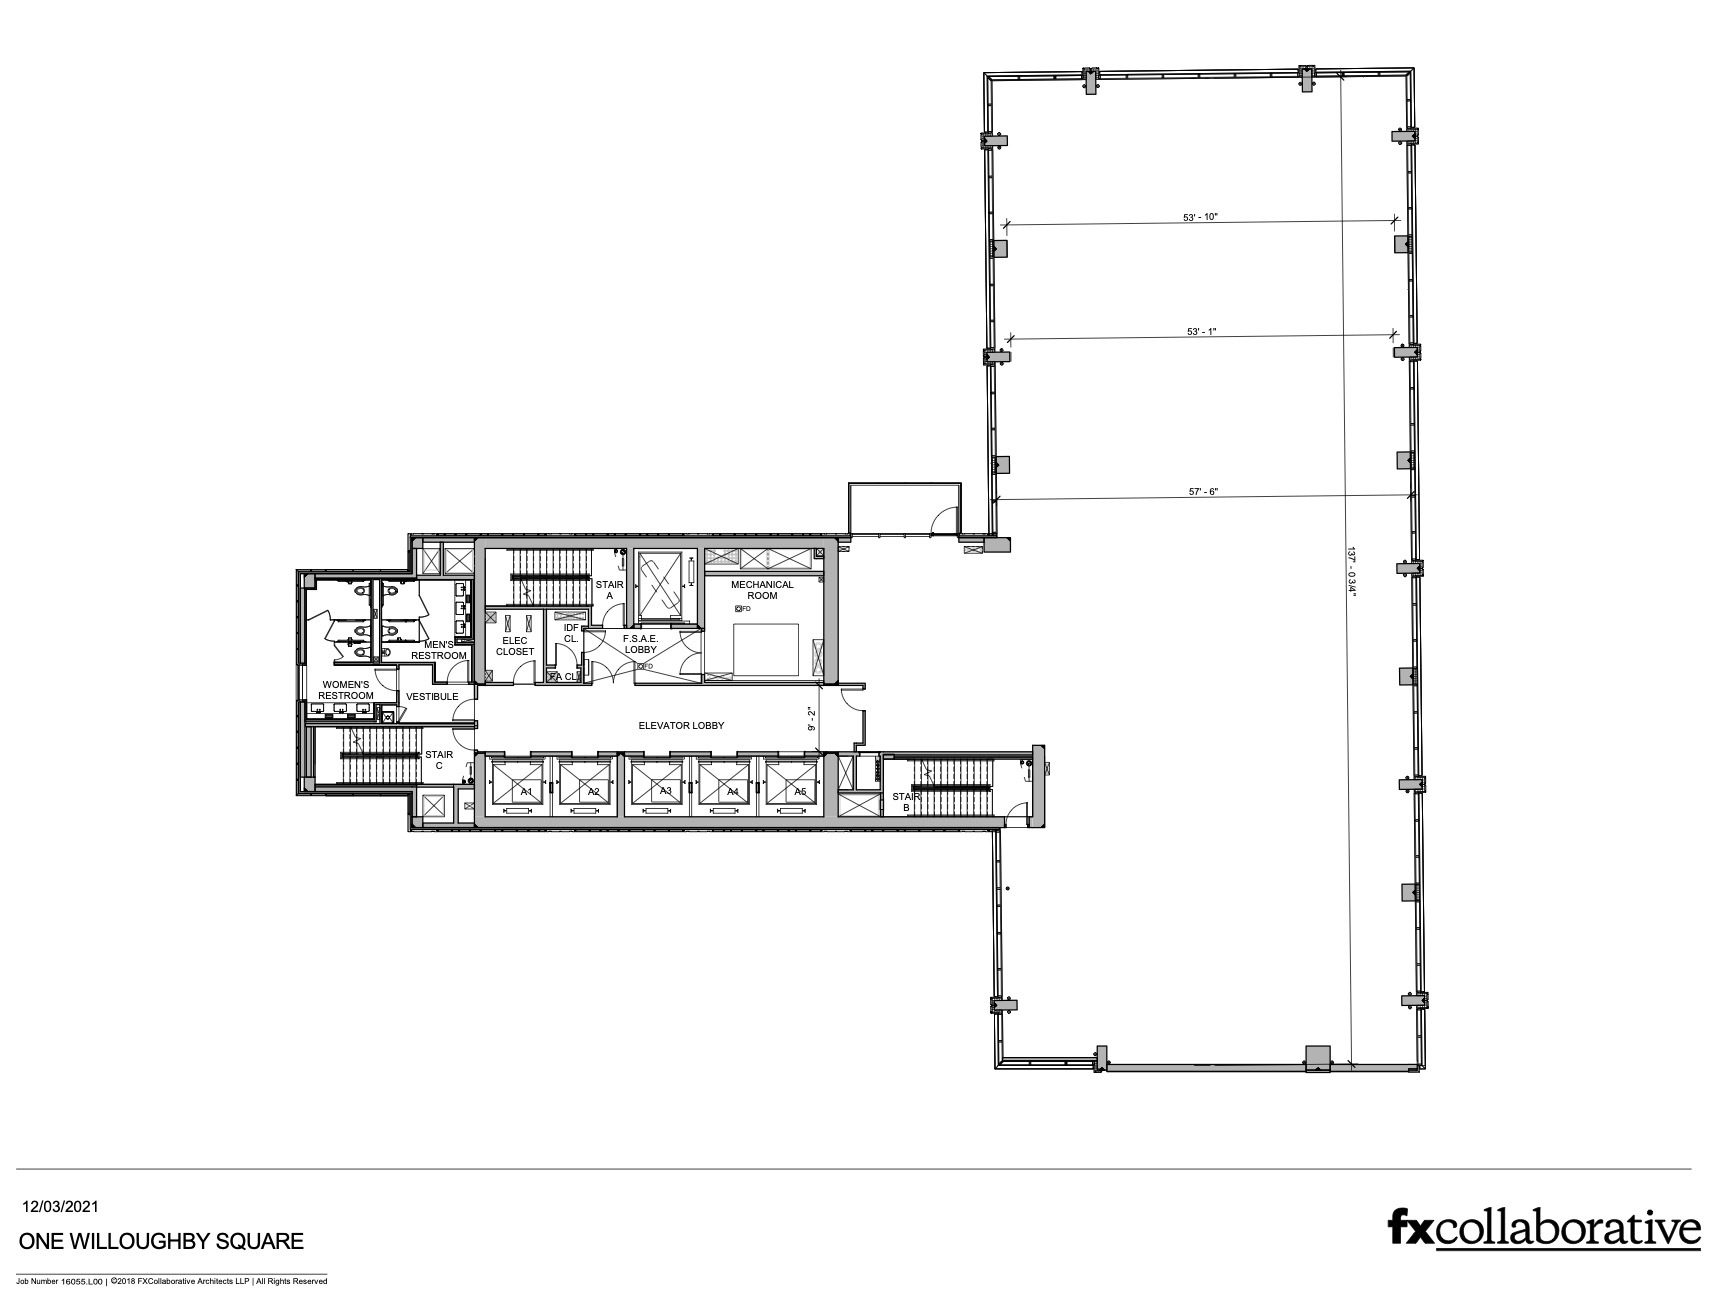 53' - 10"
53' - 1"
57' - 6"
137' - 0 3/4"
MECHANICAL
ROOM
FD
STAIR
A
IDF
CL.
F.S.A.E.
LOBBY
FD
ELEC
CLOSET
FA CL.
MEN'S
RESTROOM
WOMEN'S
RESTROOM
VESTIBULE
9' - 2"
ELEVATOR LOBBY
STAIR
C
A1
A2
A3
A4
A5
STAIR
B
12/03/2021
ONE WILLOUGHBY SQUARE
fxcollaborative
Job Number 16055.L00 | ©2018 FXCollaborative Architects LLP | All Rights Reserved